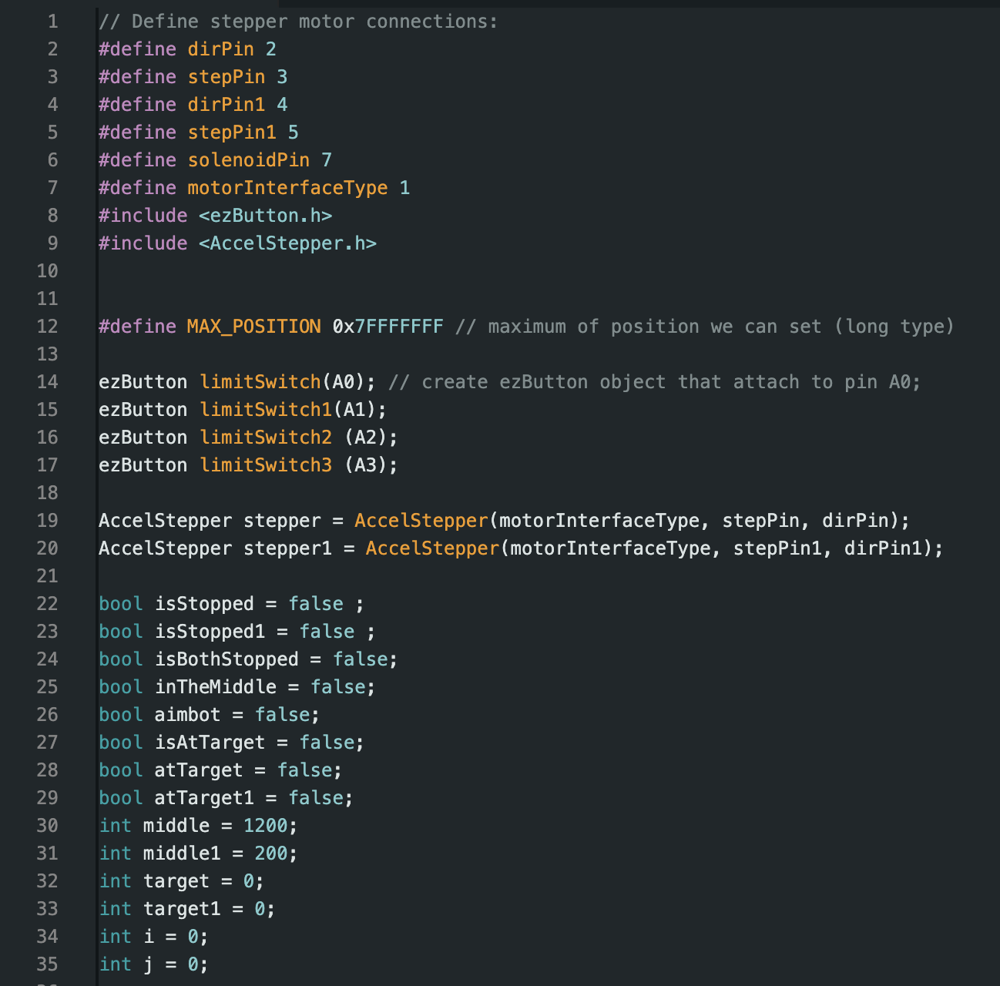 1 // Define stepper motor connections:
2 #define dirPin 2
3 #define stepPin 3
4 #define dirPin1 4
5 #define stepPin1 5
6 #define solenoidPin 7
7 #define motorInterfaceType 1
8 #include <ezButton.h>
9 #include <AccelStepper.h>
10
11
12 #define MAX_POSITION 0x7FFFFFFF // maximum of position we can set (long type)
13
14 ezButton limitSwitch(A0); // create ezButton object that attach to pin A0;
15 ezButton limitSwitch1(A1);
16 ezButton limitSwitch2 (A2);
17 ezButton limitSwitch3 (A3);
18
19 AccelStepper stepper = AccelStepper(motorInterfaceType, stepPin, dirPin);
20 AccelStepper stepper1 = AccelStepper(motorInterfaceType, stepPin1, dirPin1);
21
22 bool isStopped = false ;
23 bool isStopped1 = false ;
24 bool isBothStopped = false;
25 bool inTheMiddle = false;
26 bool aimbot = false;
27 bool isAtTarget = false;
28 bool atTarget = false;
29 bool atTarget1 = false;
30 int middle = 1200;
31 int middle1 = 200;
32 int target = 0;
33 int target1 = 0;
34 int i = 0;
35 int j = 0;